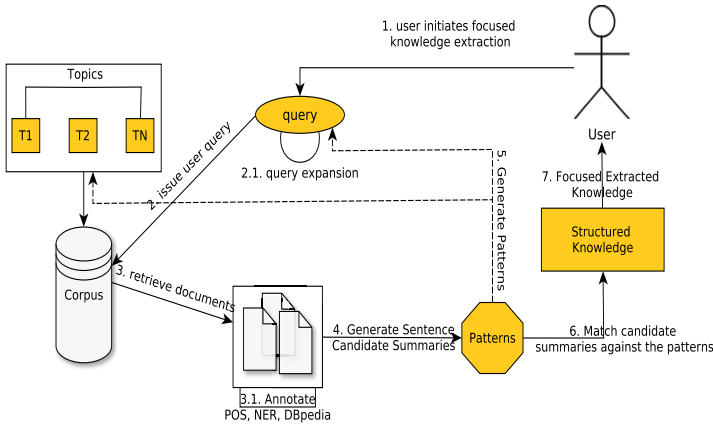 1. user initiates focused
knowledge extraction
Topics
T1
T2
TN
query
User
2. issue user query
2.1. query expansion
5. Generate Patterns
7. Focused Extracted
Knowledge
Structured
Knowledge
Corpus
3. retrieve documents
4. Generate Sentence
Candidate Summaries
Patterns
6. Match candidate
summaries against the patterns
3.1. Annotate
POS, NER, DBpedia